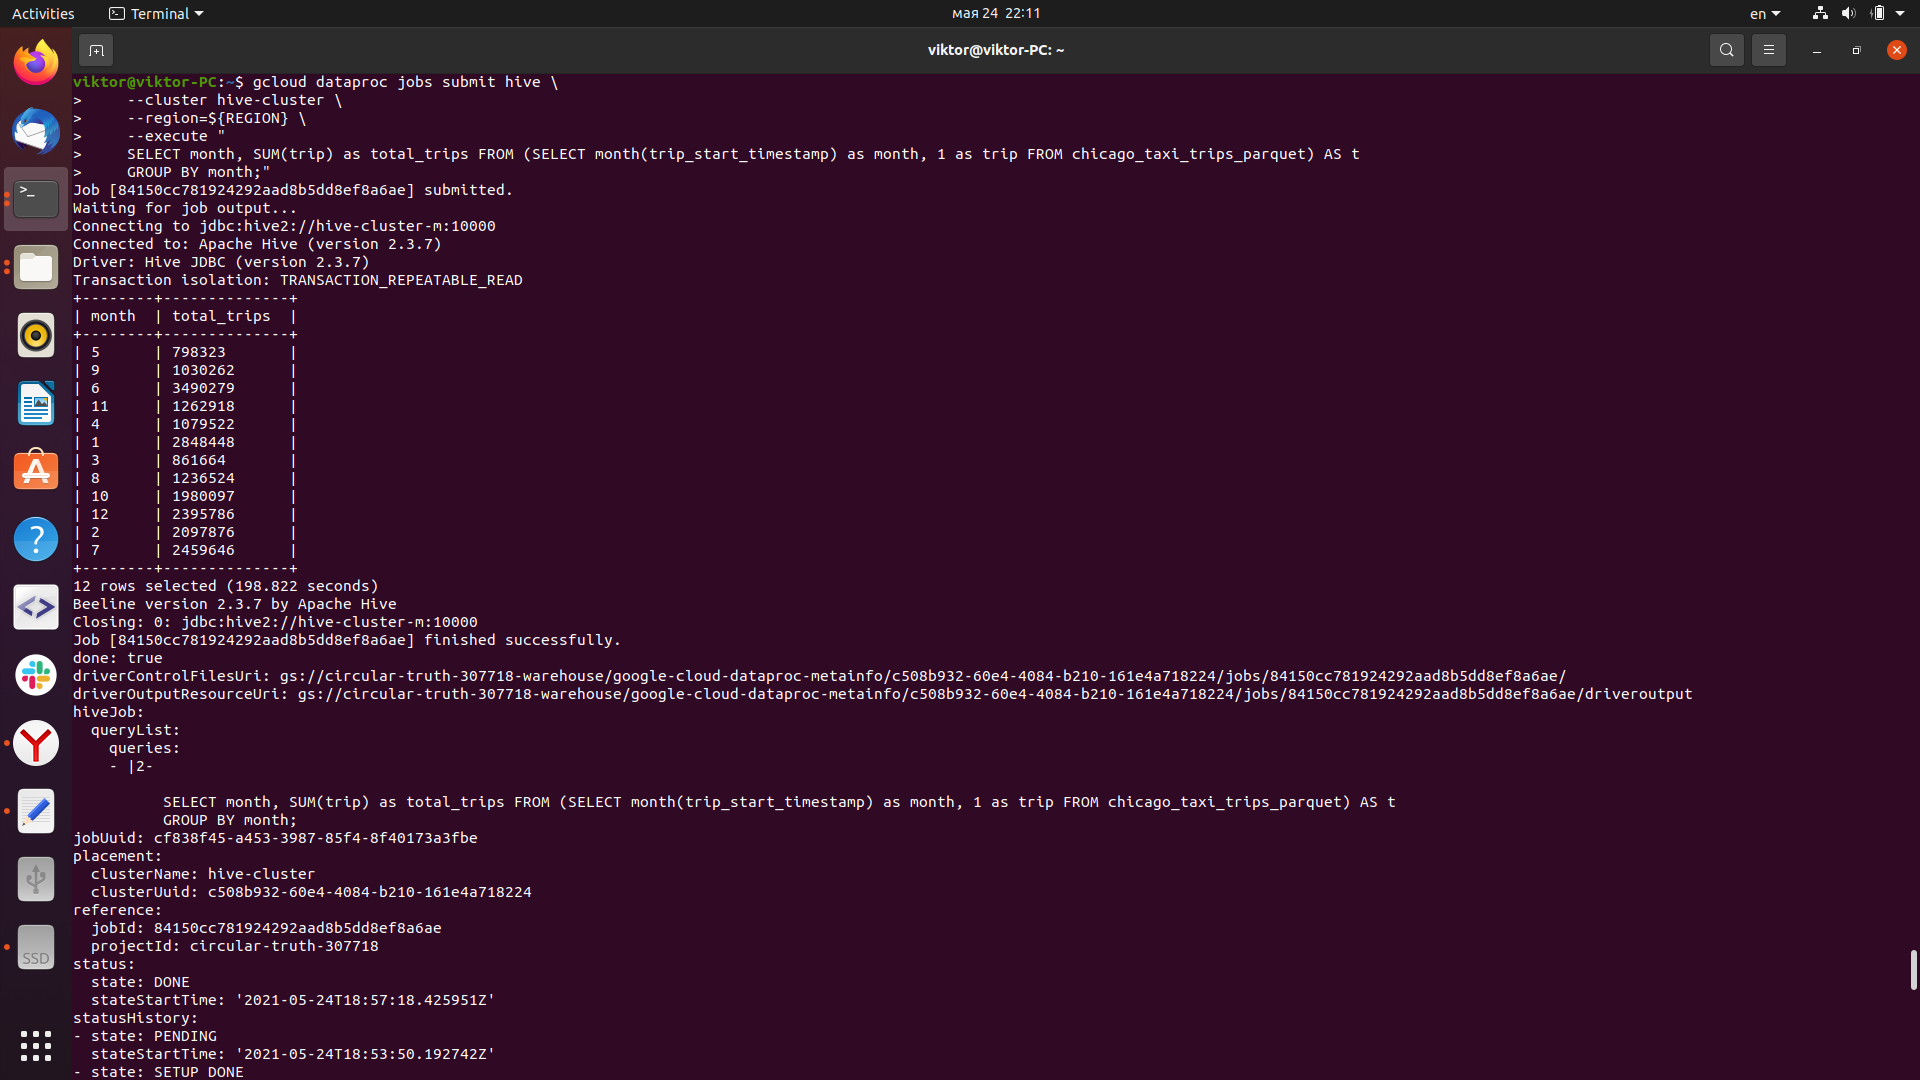 Activities Terminal мая 24 22:11 en
viktor@viktor-PC: ~
viktor@viktor-PC:~$ gcloud dataproc jobs submit hive \
>     --cluster hive-cluster \
>     --region=${REGION} \
>     --execute "
>     SELECT month, SUM(trip) as total_trips FROM (SELECT month(trip_start_timestamp) as month, 1 as trip FROM chicago_taxi_trips_parquet) AS t
>     GROUP BY month;"
Job [84150cc781924292aad8b5dd8ef8a6ae] submitted.
Waiting for job output...
Connecting to jdbc:hive2://hive-cluster-m:10000
Connected to: Apache Hive (version 2.3.7)
Driver: Hive JDBC (version 2.3.7)
Transaction isolation: TRANSACTION_REPEATABLE_READ
+--------+--------------+
| month  | total_trips  |
+--------+--------------+
| 5      | 798323       |
| 9      | 1030262      |
| 6      | 3490279      |
| 11     | 1262918      |
| 4      | 1079522      |
| 1      | 2848448      |
| 3      | 861664       |
| 8      | 1236524      |
| 10     | 1980097      |
| 12     | 2395786      |
| 2      | 2097876      |
| 7      | 2459646      |
+--------+--------------+
12 rows selected (198.822 seconds)
Beeline version 2.3.7 by Apache Hive
Closing: 0: jdbc:hive2://hive-cluster-m:10000
Job [84150cc781924292aad8b5dd8ef8a6ae] finished successfully.
done: true
driverControlFilesUri: gs://circular-truth-307718-warehouse/google-cloud-dataproc-metainfo/c508b932-60e4-4084-b210-161e4a718224/jobs/84150cc781924292aad8b5dd8ef8a6ae/
driverOutputResourceUri: gs://circular-truth-307718-warehouse/google-cloud-dataproc-metainfo/c508b932-60e4-4084-b210-161e4a718224/jobs/84150cc781924292aad8b5dd8ef8a6ae/driveroutput
hiveJob:
  queryList:
    queries:
    - |2-
          SELECT month, SUM(trip) as total_trips FROM (SELECT month(trip_start_timestamp) as month, 1 as trip FROM chicago_taxi_trips_parquet) AS t
          GROUP BY month;
jobUuid: cf838f45-a453-3987-85f4-8f40173a3fbe
placement:
  clusterName: hive-cluster
  clusterUuid: c508b932-60e4-4084-b210-161e4a718224
reference:
  jobId: 84150cc781924292aad8b5dd8ef8a6ae
  projectId: circular-truth-307718
status:
  state: DONE
  stateStartTime: '2021-05-24T18:57:18.425951Z'
statusHistory:
- state: PENDING
  stateStartTime: '2021-05-24T18:53:50.192742Z'
- state: SETUP_DONE
SSD